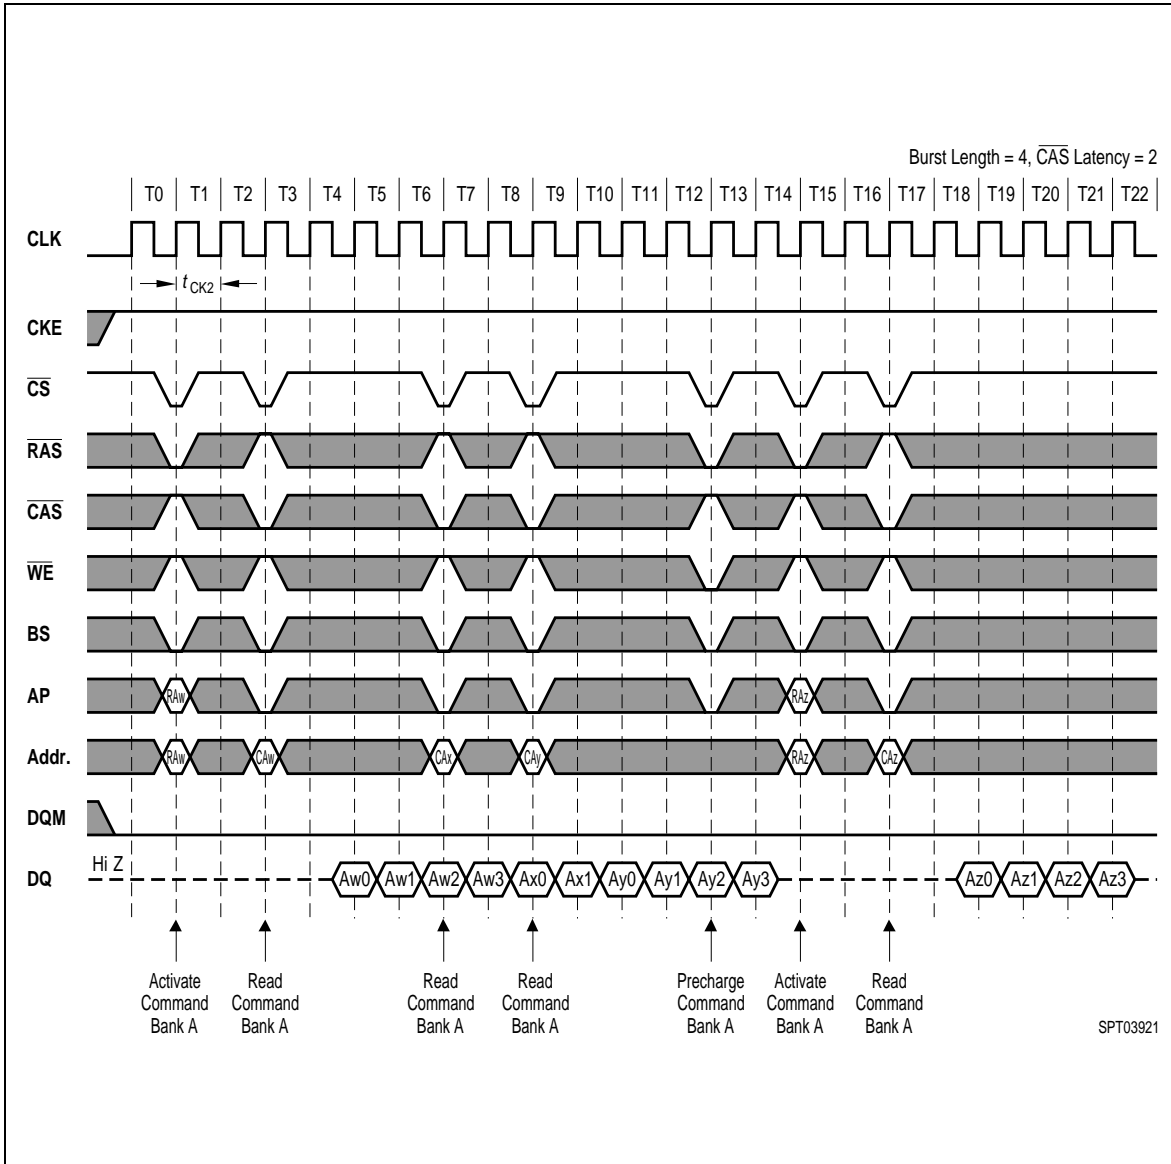 Burst Length = 4, CAS Latency = 2
T0 T1 T2 T3 T4 T5 T6 T7 T8 T9 T10 T11 T12 T13 T14 T15 T16 T17 T18 T19 T20 T21 T22
CLK
t CK2
CKE
CS
RAS
CAS
WE
BS
AP RAw RAz
Addr. RAw CAw CAx CAy RAz CAz
DQM
Hi Z
DQ Aw0 Aw1 Aw2 Aw3 Ax0 Ax1 Ay0 Ay1 Ay2 Ay3 Az0 Az1 Az2 Az3
Activate Read Read Read Precharge Activate Read
Command Command Command Command Command Command Command
Bank A Bank A Bank A Bank A Bank A Bank A Bank A
SPT03921